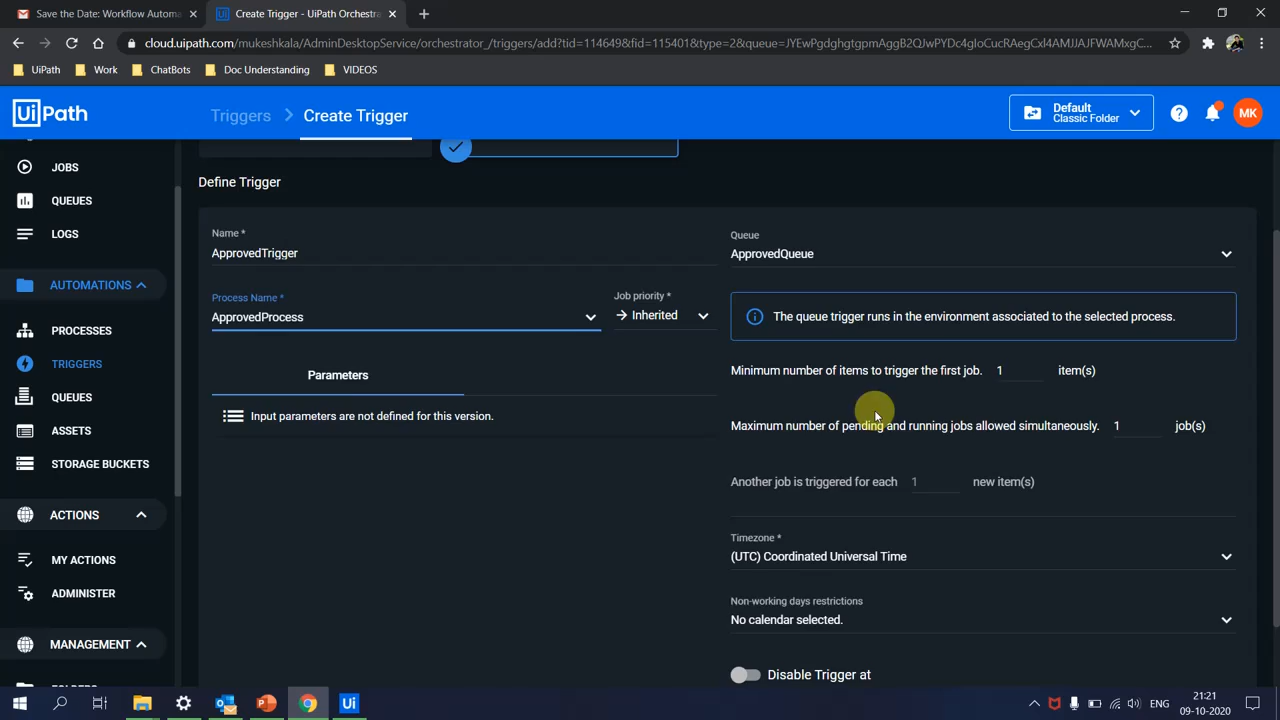 Save the Date: Workflow Automa
Create Trigger - UiPath Orchestra
cloud.uipath.com/mukeshkala/AdminDesktopService/orchestrator_/triggers/add?tid=114649&fid=115401&type=2&queue=JYEwPgdghgtgpmAggB2QJwPYDc4gIoCucRAegCxl4AMJJAJFWAMxgC...
UiPath
Work
ChatBots
Doc Understanding
VIDEOS
UiPath
Triggers
Create Trigger
Default
Classic Folder
MK
JOBS
QUEUES
LOGS
AUTOMATIONS
PROCESSES
TRIGGERS
QUEUES
ASSETS
STORAGE BUCKETS
ACTIONS
MY ACTIONS
ADMINISTER
MANAGEMENT
Define Trigger
Name *
ApprovedTrigger
Process Name *
ApprovedProcess
Job priority *
Inherited
Parameters
Input parameters are not defined for this version.
Queue
ApprovedQueue
The queue trigger runs in the environment associated to the selected process.
Minimum number of items to trigger the first job. 1 item(s)
Maximum number of pending and running jobs allowed simultaneously. 1 job(s)
Another job is triggered for each 1 new item(s)
Timezone *
(UTC) Coordinated Universal Time
Non-working days restrictions
No calendar selected.
Disable Trigger at
Ui
ENG
21:21
09-10-2020